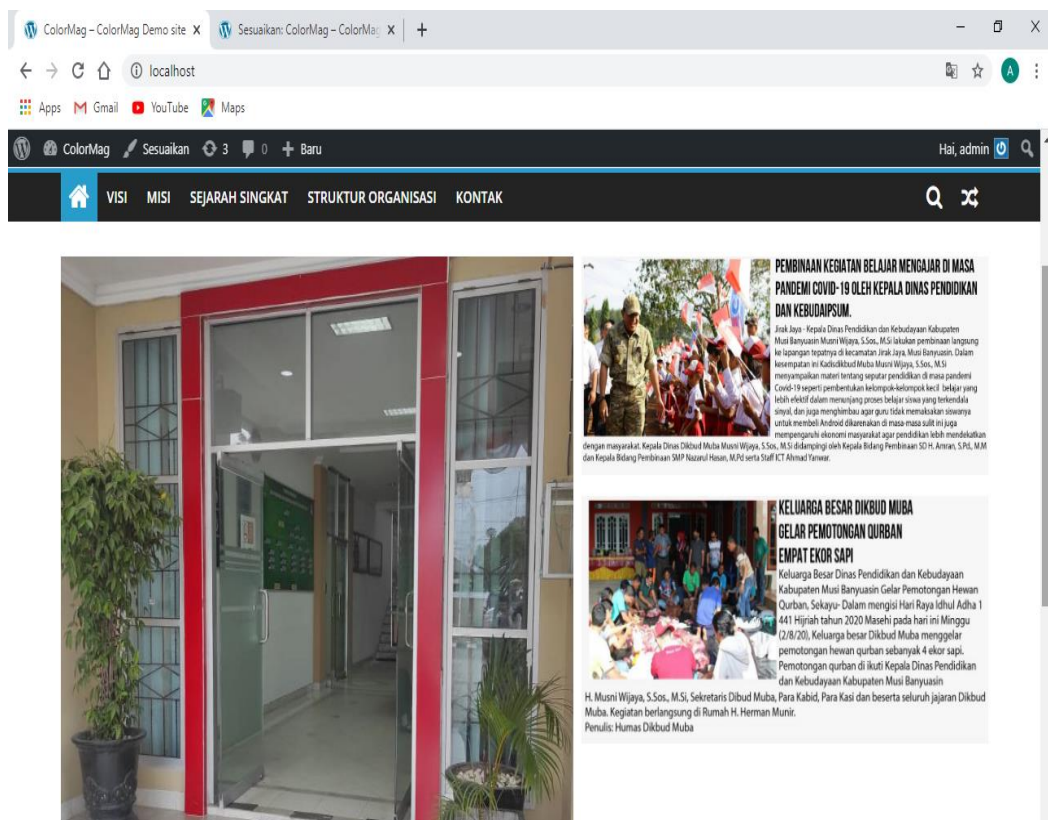 ColorMag – ColorMag Demo site
Sesuaikan: ColorMag – ColorMag
localhost
A
Apps
Gmail
YouTube
Maps
ColorMag
Sesuaikan
3
0
Baru
Hai, admin
VISI
MISI
SEJARAH SINGKAT
STRUKTUR ORGANISASI
KONTAK
PEMBINAAN KEGIATAN BELAJAR MENGAJAR DI MASA
PANDEMI COVID-19 OLEH KEPALA DINAS PENDIDIKAN
DAN KEBUDAIPSUM.
Jirak Jaya - Kepala Dinas Pendidikan dan Kebudayaan Kabupaten
Musi Banyuasin Musni Wijaya, S.Sos., M.Si lakukan pembinaan langsung
ke lapangan tepatnya di kecamatan Jirak Jaya, Musi Banyuasin. Dalam
kesempatan ini Kadisdikbud Muba Musni Wijaya, S.Sos., M.Si
menyampaikan materi tentang seputar pendidikan di masa pandemi
Covid-19 seperti pembentukan kelompok-kelompok kecil belajar yang
lebih efektif dalam menunjang proses belajar siswa yang terkendala
sinyal, dan juga menghimbau agar guru tidak memaksakan siswanya
untuk membeli Android dikarenakan di masa-masa sulit ini juga
mempengaruhi ekonomi masyarakat agar pendidikan lebih mendekatkan
dengan masyarakat. Kepala Dinas Dikbud Muba Musni Wijaya, S.Sos., M.Si didampingi oleh Kepala Bidang Pembinaan SD H. Amran, S.Pd., M.M
dan Kepala Bidang Pembinaan SMP Nazarul Hasan, M.Pd serta Staff ICT Ahmad Yanwar.
KELUARGA BESAR DIKBUD MUBA
GELAR PEMOTONGAN QURBAN
EMPAT EKOR SAPI
Keluarga Besar Dinas Pendidikan dan Kebudayaan
Kabupaten Musi Banyuasin Gelar Pemotongan Hewan
Qurban, Sekayu- Dalam mengisi Hari Raya Idhul Adha 1
441 Hijriah tahun 2020 Masehi pada hari ini Minggu
(2/8/20), Keluarga besar Dikbud Muba menggelar
pemotongan hewan qurban sebanyak 4 ekor sapi.
Pemotongan qurban di ikuti Kepala Dinas Pendidikan
dan Kebudayaan Kabupaten Musi Banyuasin
H. Musni Wijaya, S.Sos., M.Si, Sekretaris Dibud Muba, Para Kabid, Para Kasi dan beserta seluruh jajaran Dikbud
Muba. Kegiatan berlangsung di Rumah H. Herman Munir.
Penulis: Humas Dikbud Muba